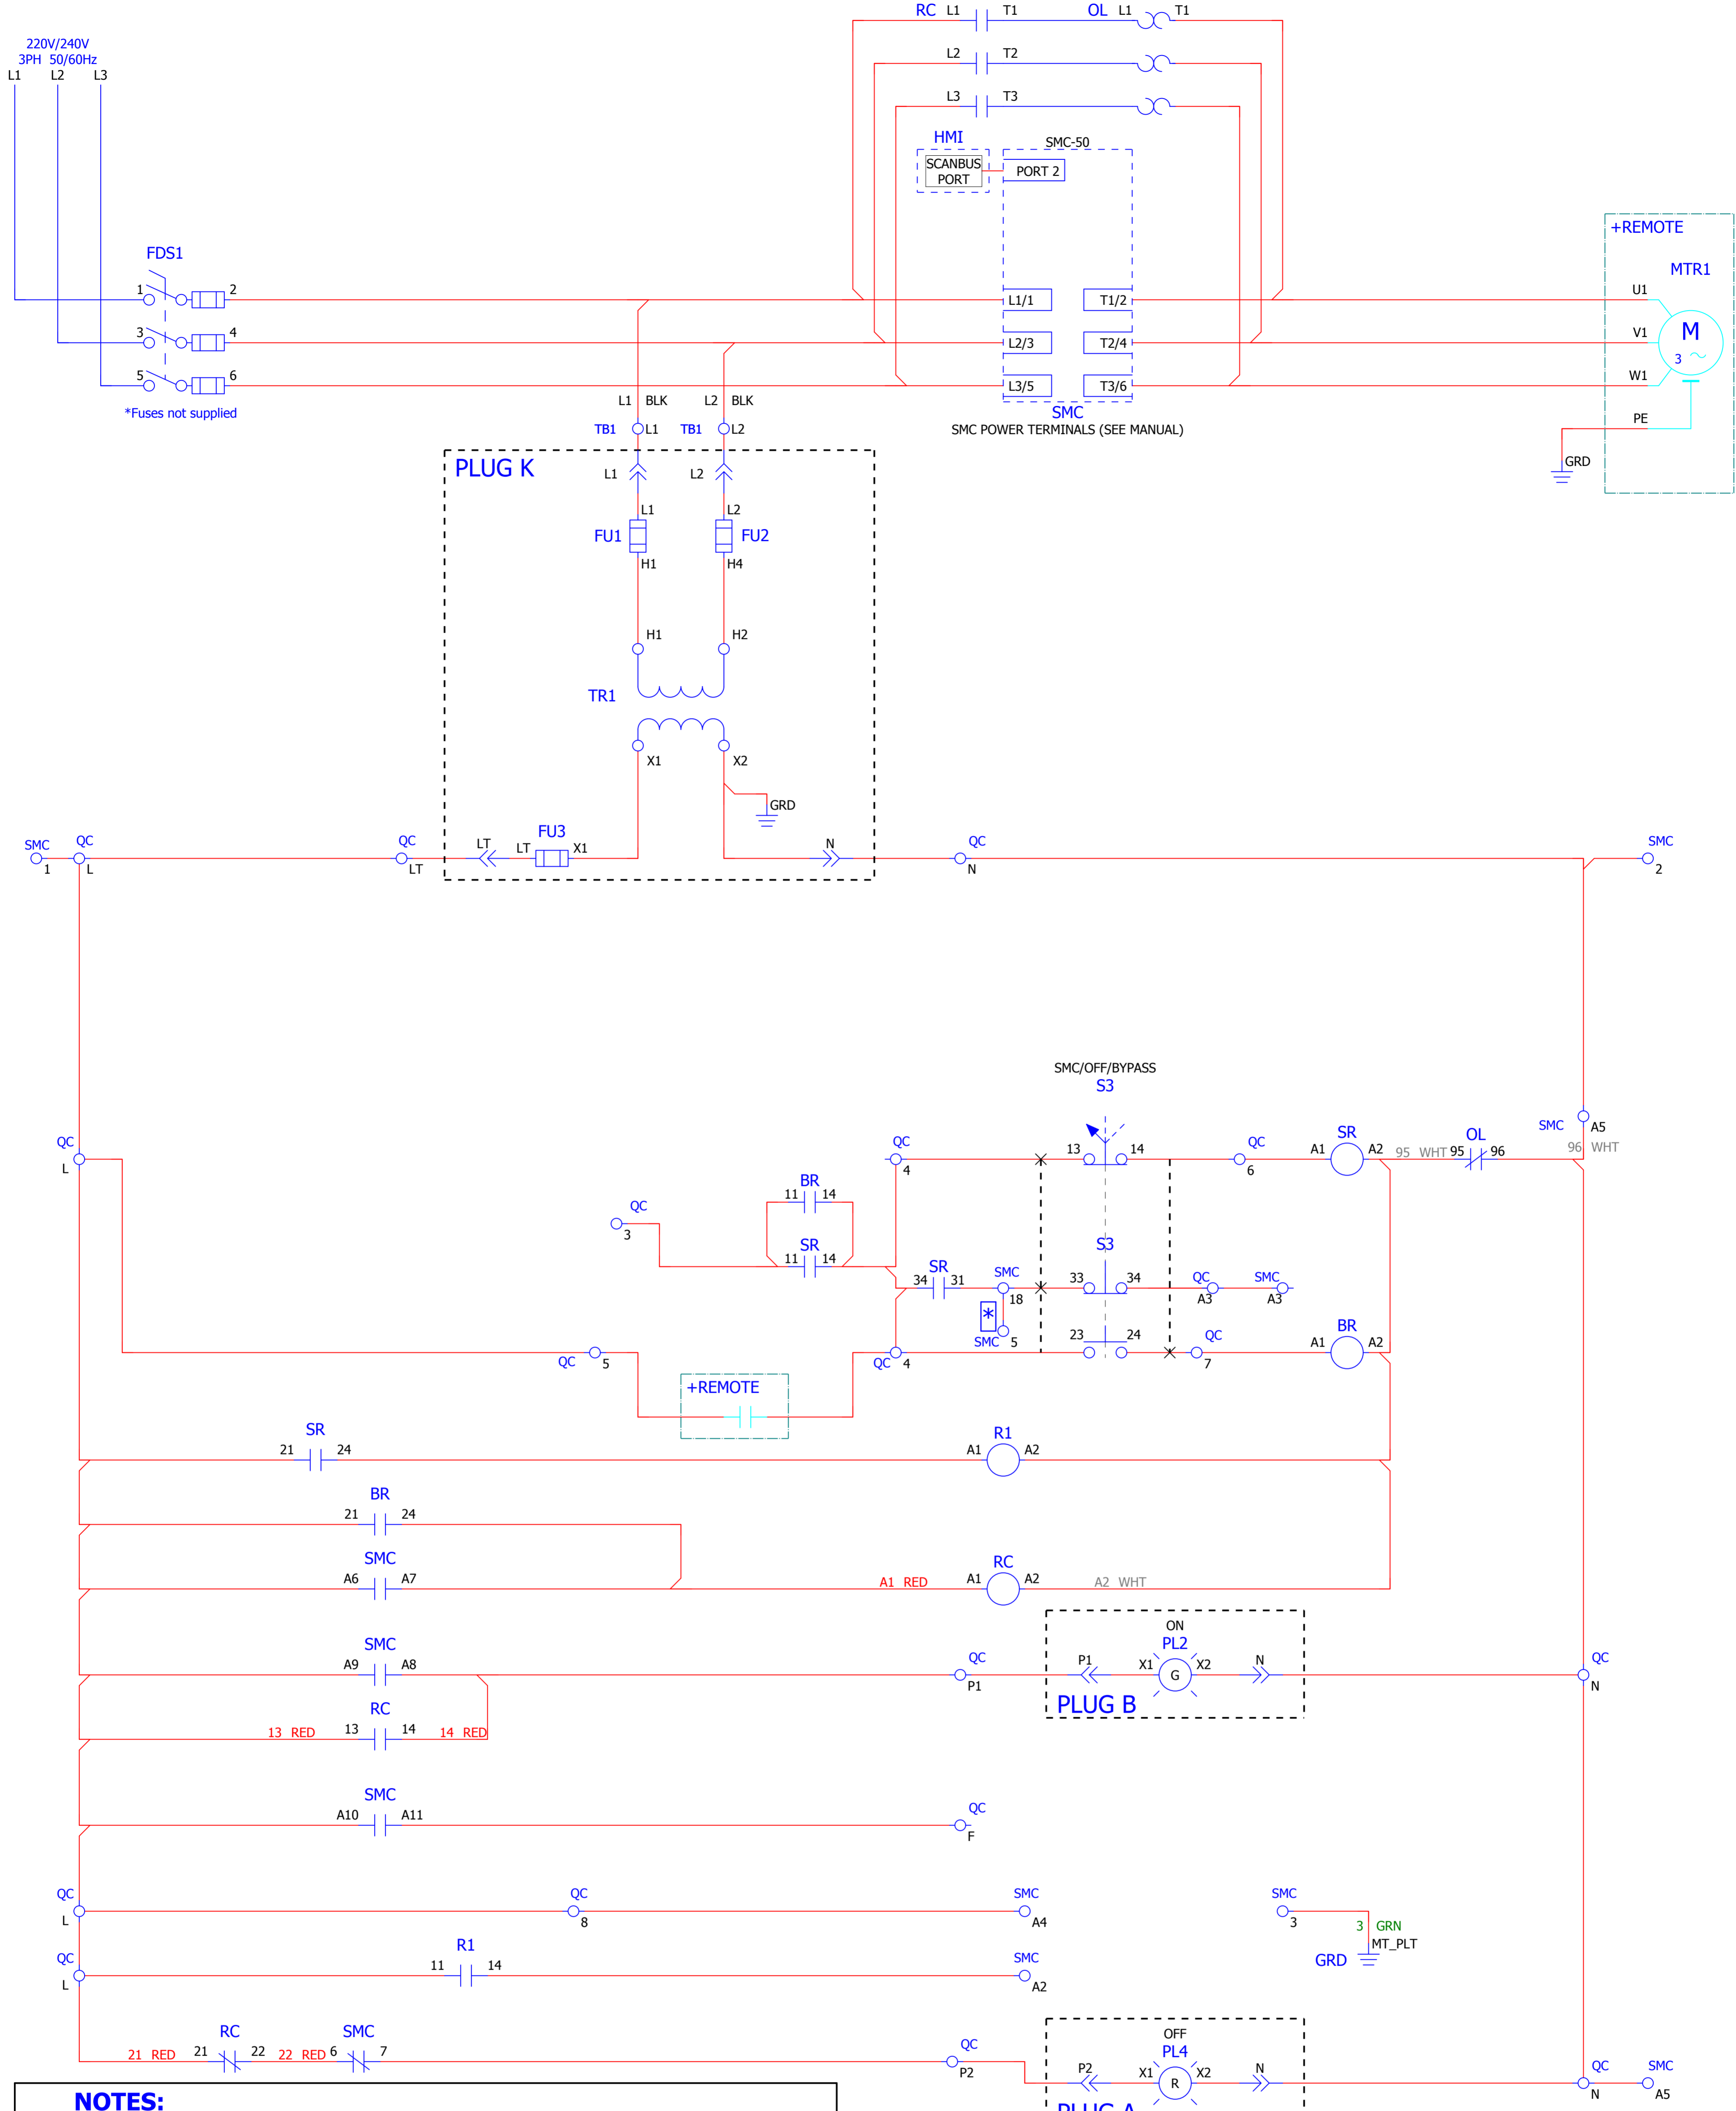 RC L1 T1 OL L1 T1
220V/240V
3PH 50/60Hz
L1 L2 L3
L2 T2
L3 T3
HMI
SMC-50
SCANBUS
PORT
PORT 2
+REMOTE
MTR1
FDS1
1 2
3 4
5 6
*Fuses not supplied
L1/1 T1/2
L2/3 T2/4
L3/5 T3/6
SMC
SMC POWER TERMINALS (SEE MANUAL)
U1
V1
W1
PE
M
3
GRD
L1 BLK L2 BLK
TB1 L1 TB1 L2
PLUG K
L1 L2
L1 L2
FU1 FU2
H1 H4
H1 H2
TR1
X1 X2
GRD
SMC QC QC FU3 QC SMC
1 L LT LT LT X1 N N 2
SMC/OFF/BYPASS
S3
SMC A5
QC QC 13 14 QC SR OL
L 4 6 A1 A2 95 WHT 95 96 96 WHT
BR
11 14
QC
3
SR
11 14
S3
SR SMC QC SMC
34 31 18 33 34 A3 A3
*
SMC 5
23 24 QC BR
QC 5 QC 4 7 A1 A2
+REMOTE
SR R1
21 24 A1 A2
BR
21 24
SMC RC
A6 A7 A1 RED A1 A2 A2 WHT
SMC QC ON
PL2 QC
A9 A8 P1 P1 X1 G X2 N N
PLUG B
RC
13 RED 13 14 14 RED
SMC QC
A10 A11 F
QC QC SMC SMC
L 8 A4 3
3 GRN
MT_PLT
GRD
QC R1 SMC
L 11 14 A2
RC SMC QC OFF
PL4
21 RED 21 22 22 RED 6 7 P2
P2 X1 R X2 N
QC SMC
N A5
PLUG A
NOTES: